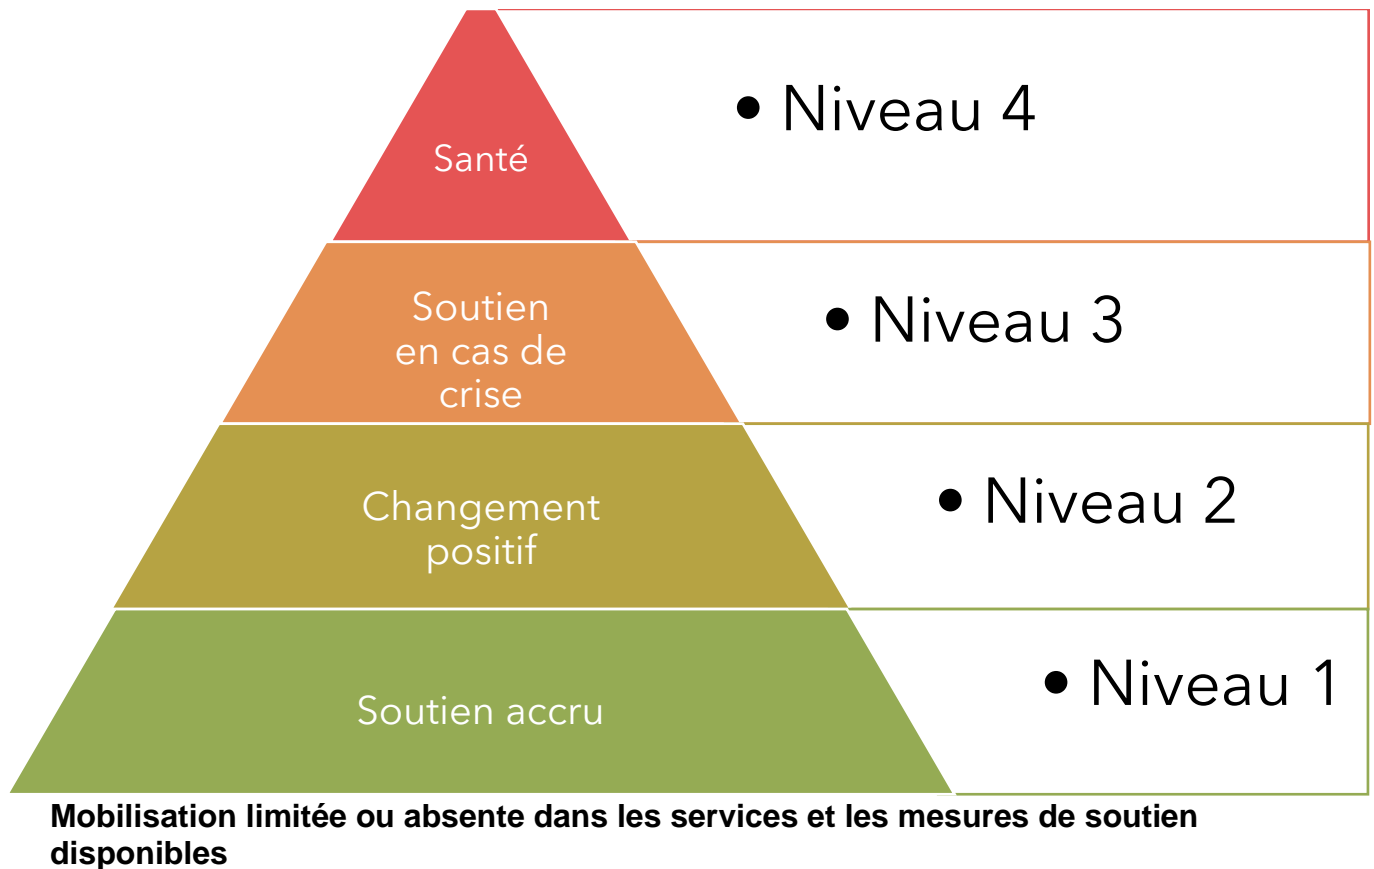 Santé
• Niveau 4
Soutien
en cas de
crise
• Niveau 3
Changement
positif
• Niveau 2
Soutien accru
• Niveau 1
Mobilisation limitée ou absente dans les services et les mesures de soutien
disponibles